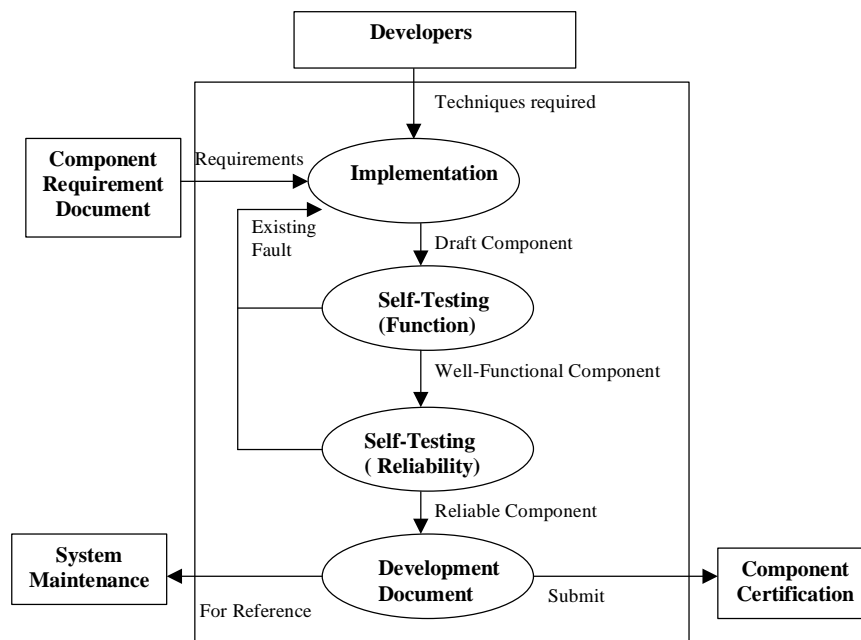 Developers
Techniques required
Component
Requirement
Document
Requirements
Implementation
Existing
Fault
Draft Component
Self-Testing
(Function)
Well-Functional Component
Self-Testing
( Reliability)
Reliable Component
System
Maintenance
For Reference
Development
Document
Submit
Component
Certification